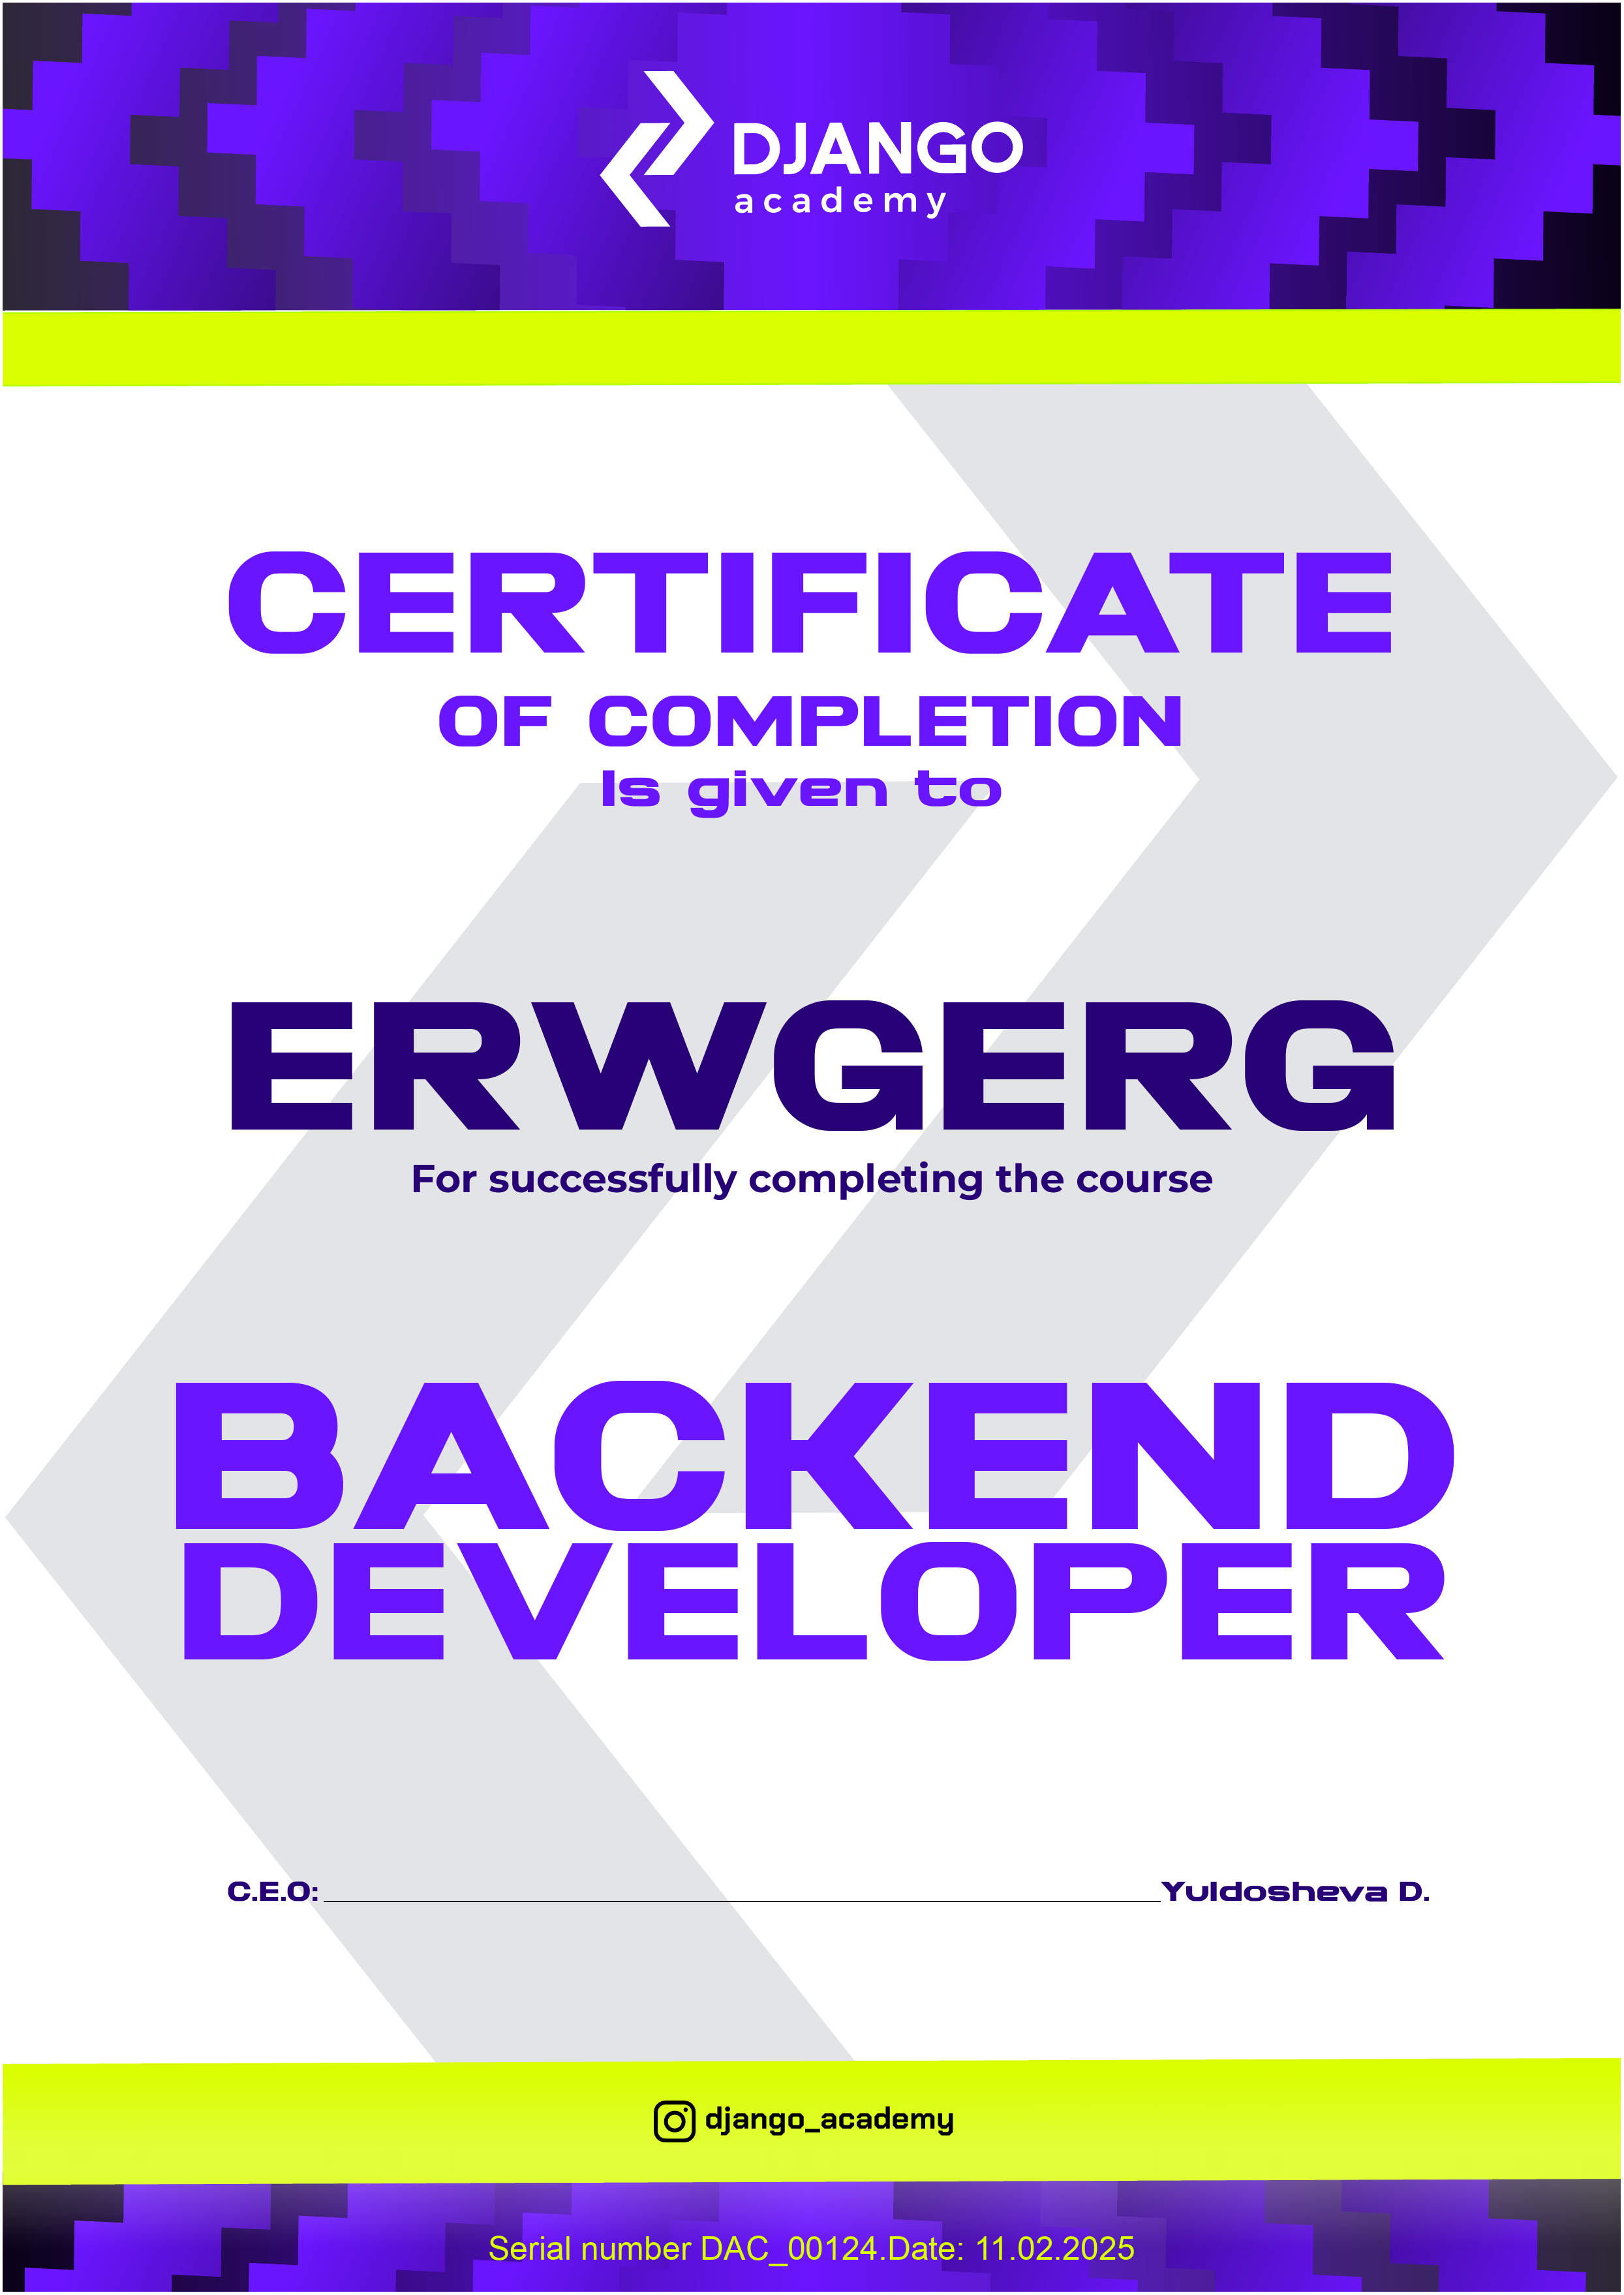 DJANGO
academy
CERTIFICATE
OF COMPLETION
Is given to
ERWGERG
For successfully completing the course
BACKEND
DEVELOPER
C.E.O: Yuldosheva D.
django_academy
Serial number DAC_00124.Date: 11.02.2025